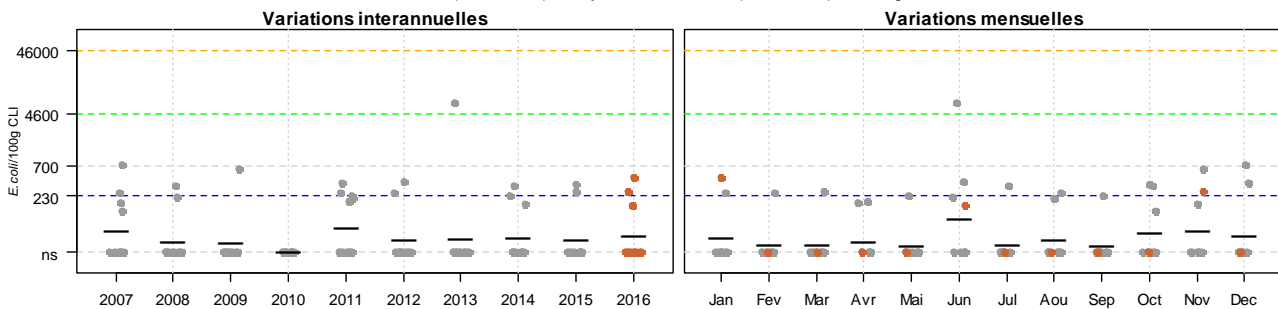 Variations interannuelles
Variations mensuelles
E.coli/100g CLI
46000
4600
700
230
ns
2007 2008 2009 2010 2011 2012 2013 2014 2015 2016
Jan Fev Mar Avr Mai Jun Jul Aou Sep Oct Nov Dec